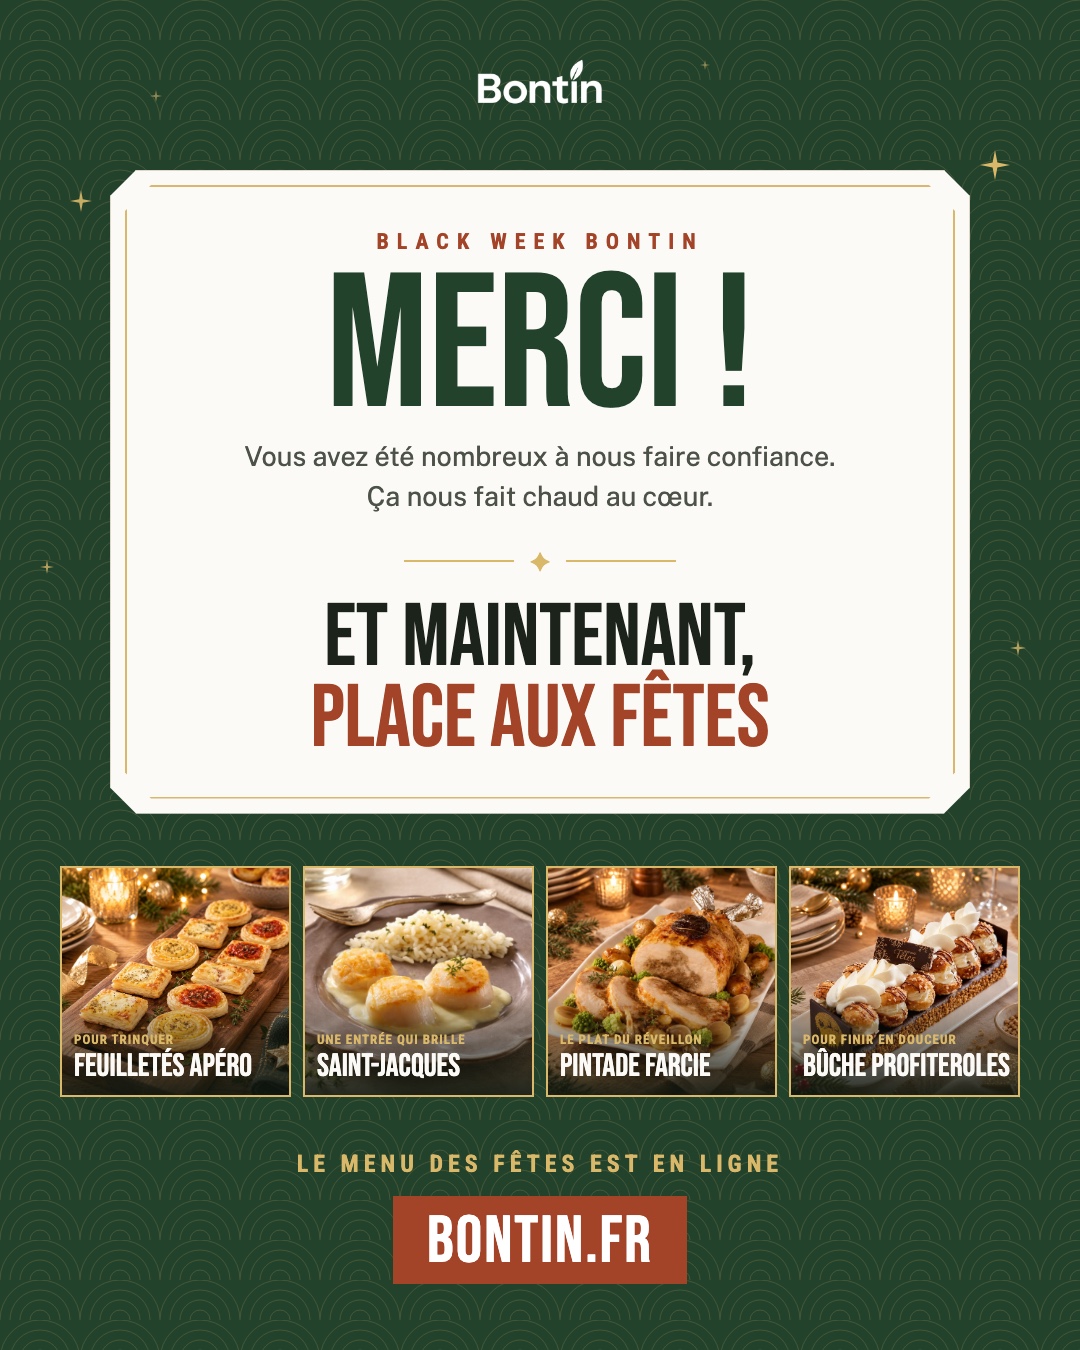 Bontin
BLACK WEEK BONTIN
MERCI !
Vous avez été nombreux à nous faire confiance.
Ça nous fait chaud au cœur.
ET MAINTENANT,
PLACE AUX FÊTES
POUR TRINQUER
FEUILLETÉS APÉRO
UNE ENTRÉE QUI BRILLE
SAINT-JACQUES
LE PLAT DU RÉVEILLON
PINTADE FARCIE
POUR FINIR EN DOUCEUR
BÛCHE PROFITEROLES
LE MENU DES FÊTES EST EN LIGNE
BONTIN.FR